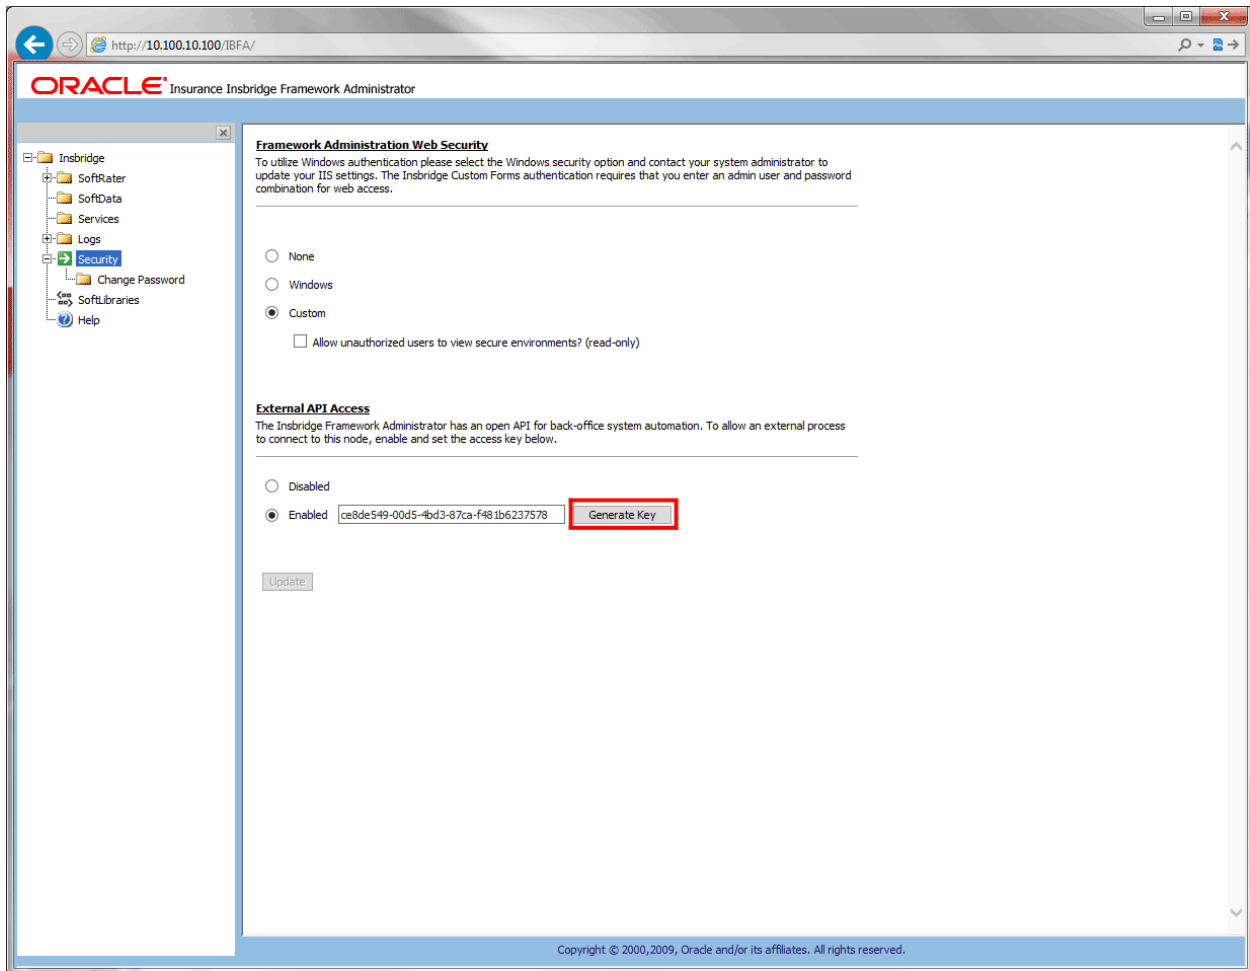 http://10.100.10.100/IBFA/
ORACLE Insurance Insbridge Framework Administrator
Insbridge
SoftRater
SoftData
Services
Logs
Security
Change Password
SoftLibraries
Help
Framework Administration Web Security
To utilize Windows authentication please select the Windows security option and contact your system administrator to
update your IIS settings. The Insbridge Custom Forms authentication requires that you enter an admin user and password
combination for web access.
None
Windows
Custom
Allow unauthorized users to view secure environments? (read-only)
External API Access
The Insbridge Framework Administrator has an open API for back-office system automation. To allow an external process
to connect to this node, enable and set the access key below.
Disabled
Enabled ce8de549-00d5-4bd3-87ca-f481b6237578 Generate Key
Update
Copyright © 2000,2009, Oracle and/or its affiliates. All rights reserved.